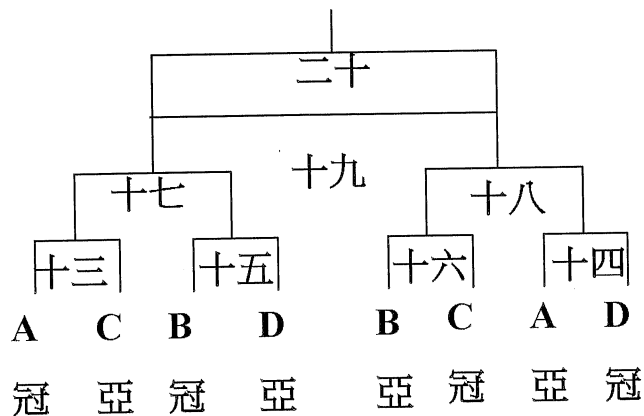 二十
十九
十七 十八
十三 十五 十六 十四
A C B D B C A D
冠 亞 冠 亞 亞 冠 亞 冠